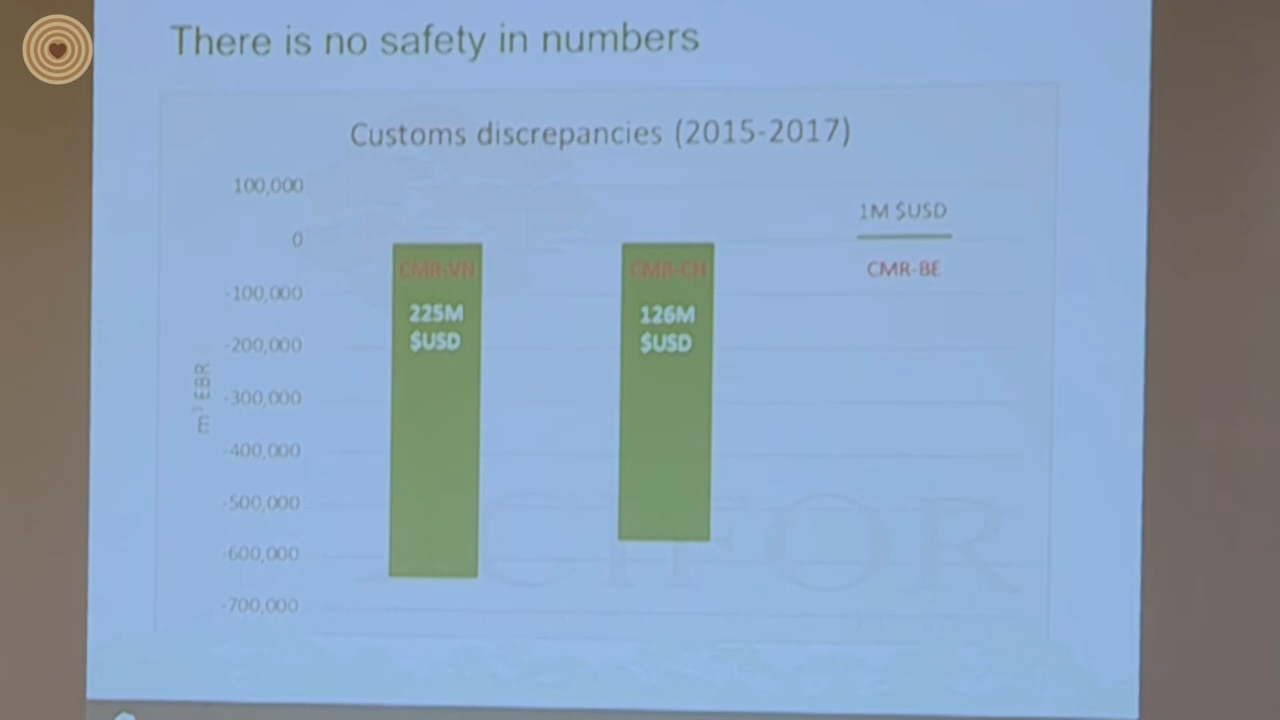 There is no safety in numbers
Customs discrepancies (2015-2017)
100,000
0
-100,000
-200,000
-300,000
-400,000
-500,000
-600,000
-700,000
m³ EBR
CMR-VN
225M
$USD
CMR-CH
126M
$USD
1M $USD
CMR-BE
CIFOR